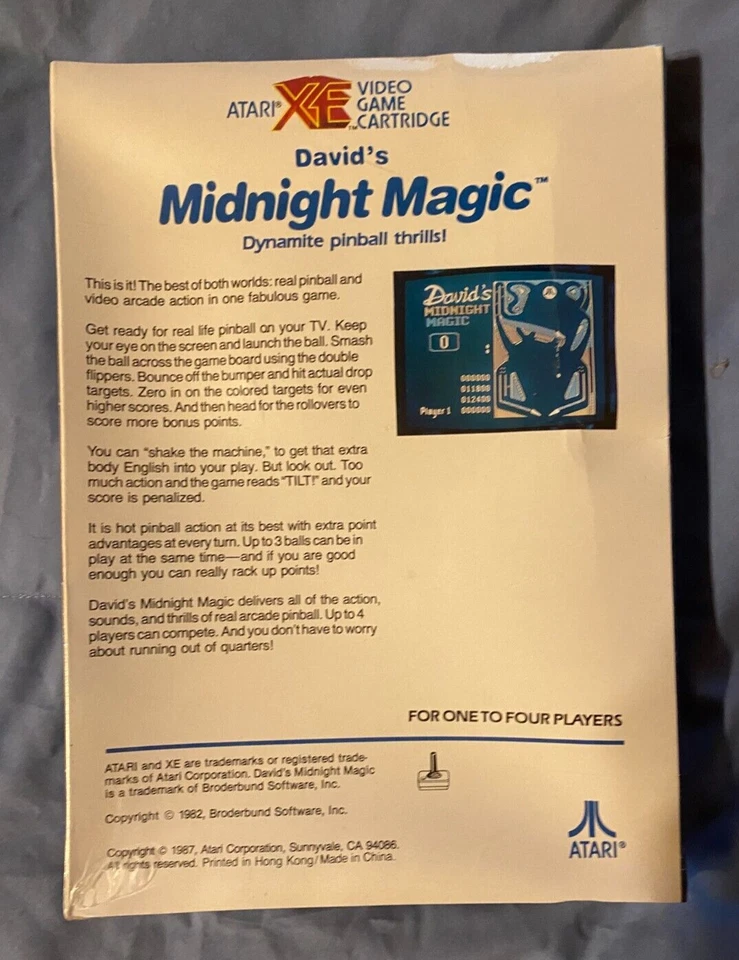 ATARI® XE™ VIDEO
GAME
CARTRIDGE
David's
Midnight Magic™
Dynamite pinball thrills!
This is it! The best of both worlds: real pinball and
video arcade action in one fabulous game.
Get ready for real life pinball on your TV. Keep
your eye on the screen and launch the ball. Smash
the ball across the game board using the double
flippers. Bounce off the bumper and hit actual drop
targets. Zero in on the colored targets for even
higher scores. And then head for the rollovers to
score more bonus points.
You can "shake the machine," to get that extra
body English into your play. But look out. Too
much action and the game reads "TILT!" and your
score is penalized.
It is hot pinball action at its best with extra point
advantages at every turn. Up to 3 balls can be in
play at the same time—and if you are good
enough you can really rack up points!
David's Midnight Magic delivers all of the action,
sounds, and thrills of real arcade pinball. Up to 4
players can compete. And you don't have to worry
about running out of quarters!
David's
MIDNIGHT
MAGIC
0
000000
011800
012400
Player 1 000000
FOR ONE TO FOUR PLAYERS
ATARI and XE are trademarks or registered trade-
marks of Atari Corporation. David's Midnight Magic
is a trademark of Broderbund Software, Inc.
Copyright © 1982, Broderbund Software, Inc.
Copyright © 1987, Atari Corporation, Sunnyvale, CA 94086.
All rights reserved. Printed in Hong Kong/Made in China.
ATARI®